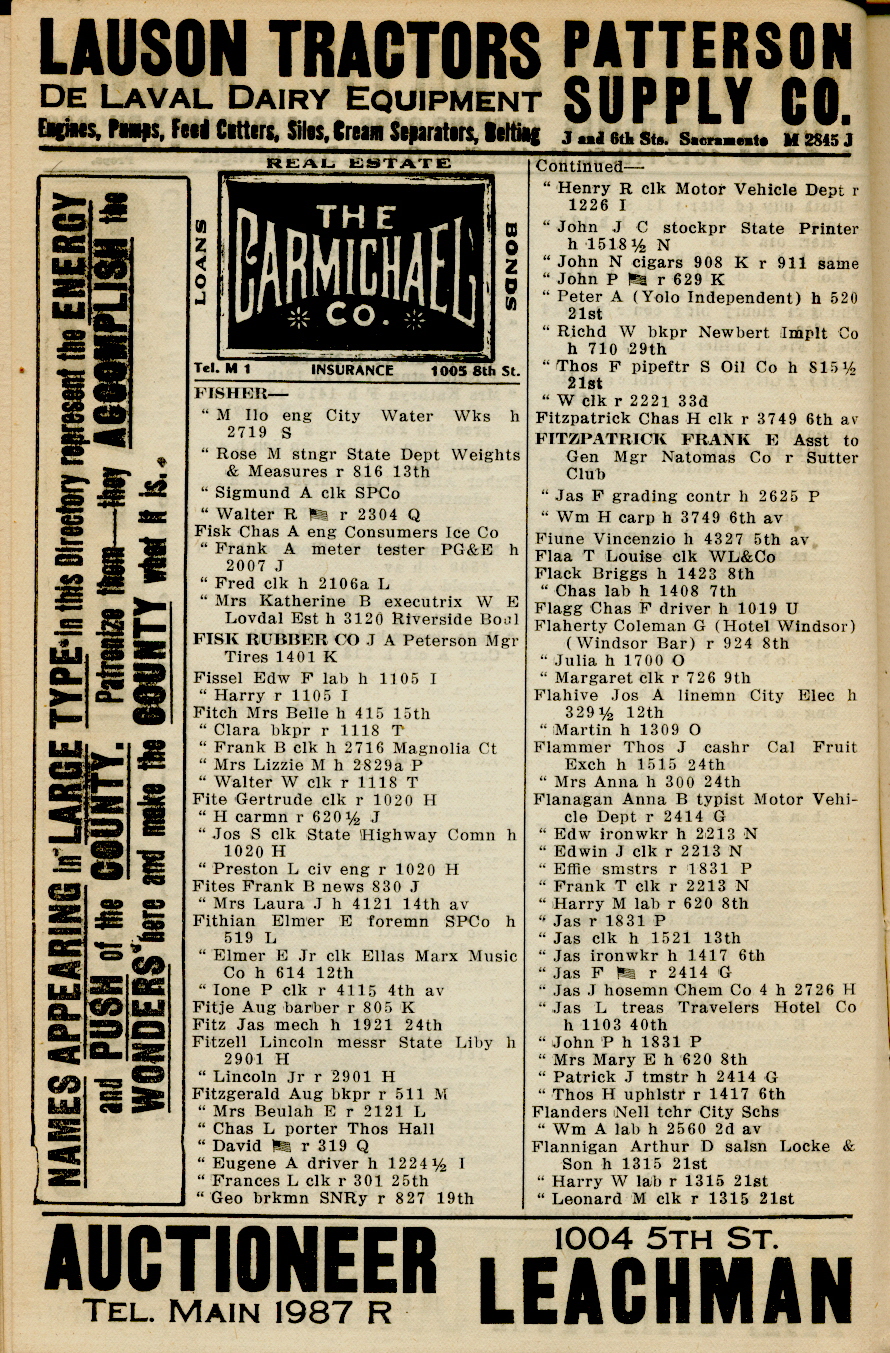 LAUSON TRACTORS
DE LAVAL DAIRY EQUIPMENT
Engines, Pumps, Feed Cutters, Silos, Cream Separators, Belting
PATTERSON
SUPPLY CO.
J and 6th Sts. Sacramento M 2845 J
NAMES APPEARING in LARGE TYPE in this Directory represent the ENERGY
and PUSH of the COUNTY. Patronize them—they ACCOMPLISH the
WONDERS here and make the COUNTY what it is.
REAL ESTATE
LOANS
THE
CARMICHAEL
CO.
BONDS
Tel. M 1 INSURANCE 1005 8th St.
FISHER—
“ M Ilo eng City Water Wks h
2719 S
“ Rose M stngr State Dept Weights
& Measures r 816 13th
“ Sigmund A clk SPCo
“ Walter R r 2304 Q
Fisk Chas A eng Consumers Ice Co
“ Frank A meter tester PG&E h
2007 J
“ Fred clk h 2106a L
“ Mrs Katherine B executrix W E
Lovdal Est h 3120 Riverside Boul
FISK RUBBER CO J A Peterson Mgr
Tires 1401 K
Fissel Edw F lab h 1105 I
“ Harry r 1105 I
Fitch Mrs Belle h 415 15th
“ Clara bkpr r 1118 T
“ Frank B clk h 2716 Magnolia Ct
“ Mrs Lizzie M h 2829a P
“ Walter W clk r 1118 T
Fite Gertrude clk r 1020 H
“ H carmn r 620½ J
“ Jos S clk State Highway Comn h
1020 H
“ Preston L civ eng r 1020 H
Fites Frank B news 830 J
“ Mrs Laura J h 4121 14th av
Fithian Elmer E foremn SPCo h
519 L
“ Elmer E Jr clk Ellas Marx Music
Co h 614 12th
“ Ione P clk r 4115 4th av
Fitje Aug barber r 805 K
Fitz Jas mech h 1921 24th
Fitzell Lincoln messr State Liby h
2901 H
“ Lincoln Jr r 2901 H
Fitzgerald Aug bkpr r 511 M
“ Mrs Beulah E r 2121 L
“ Chas L porter Thos Hall
“ David r 319 Q
“ Eugene A driver h 1224½ I
“ Frances L clk r 301 25th
“ Geo brkmn SNRy r 827 19th
Continued—
“ Henry R clk Motor Vehicle Dept r
1226 I
“ John J C stockpr State Printer
h 1518½ N
“ John N cigars 908 K r 911 same
“ John P r 629 K
“ Peter A (Yolo Independent) h 520
21st
“ Richd W bkpr Newbert Implt Co
h 710 29th
“ Thos F pipeftr S Oil Co h 815½
21st
“ W clk r 2221 33d
Fitzpatrick Chas H clk r 3749 6th av
FITZPATRICK FRANK E Asst to
Gen Mgr Natomas Co r Sutter
Club
“ Jas F grading contr h 2625 P
“ Wm H carp h 3749 6th av
Fiune Vincenzio h 4327 5th av
Flaa T Louise clk WL&Co
Flack Briggs h 1423 8th
“ Chas lab h 1408 7th
Flagg Chas F driver h 1019 U
Flaherty Coleman G (Hotel Windsor)
(Windsor Bar) r 924 8th
“ Julia h 1700 O
“ Margaret clk r 726 9th
Flahive Jos A linemn City Elec h
329½ 12th
“ Martin h 1309 O
Flammer Thos J cashr Cal Fruit
Exch h 1515 24th
“ Mrs Anna h 300 24th
Flanagan Anna B typist Motor Vehi-
cle Dept r 2414 G
“ Edw ironwkr h 2213 N
“ Edwin J clk r 2213 N
“ Effie smstrs r 1831 P
“ Frank T clk r 2213 N
“ Harry M lab r 620 8th
“ Jas r 1831 P
“ Jas clk h 1521 13th
“ Jas ironwkr h 1417 6th
“ Jas F r 2414 G
“ Jas J hosemn Chem Co 4 h 2726 H
“ Jas L treas Travelers Hotel Co
h 1103 40th
“ John P h 1831 P
“ Mrs Mary E h 620 8th
“ Patrick J tmstr h 2414 G
“ Thos H uphlstr r 1417 6th
Flanders Nell tchr City Schs
“ Wm A lab h 2560 2d av
Flannigan Arthur D salsn Locke &
Son h 1315 21st
“ Harry W lab r 1315 21st
“ Leonard M clk r 1315 21st
AUCTIONEER
TEL. MAIN 1987 R
1004 5TH ST.
LEACHMAN